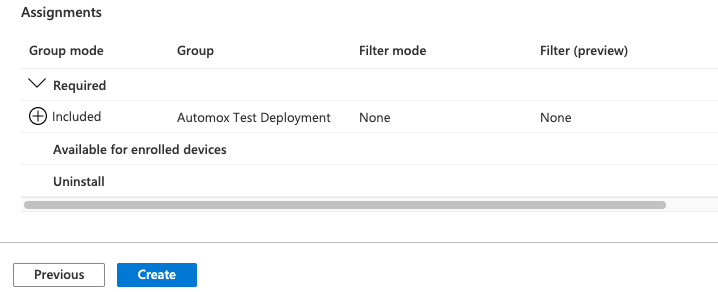 Assignments
Group mode Group Filter mode Filter (preview)
Required
Included Automox Test Deployment None None
Available for enrolled devices
Uninstall
Previous Create